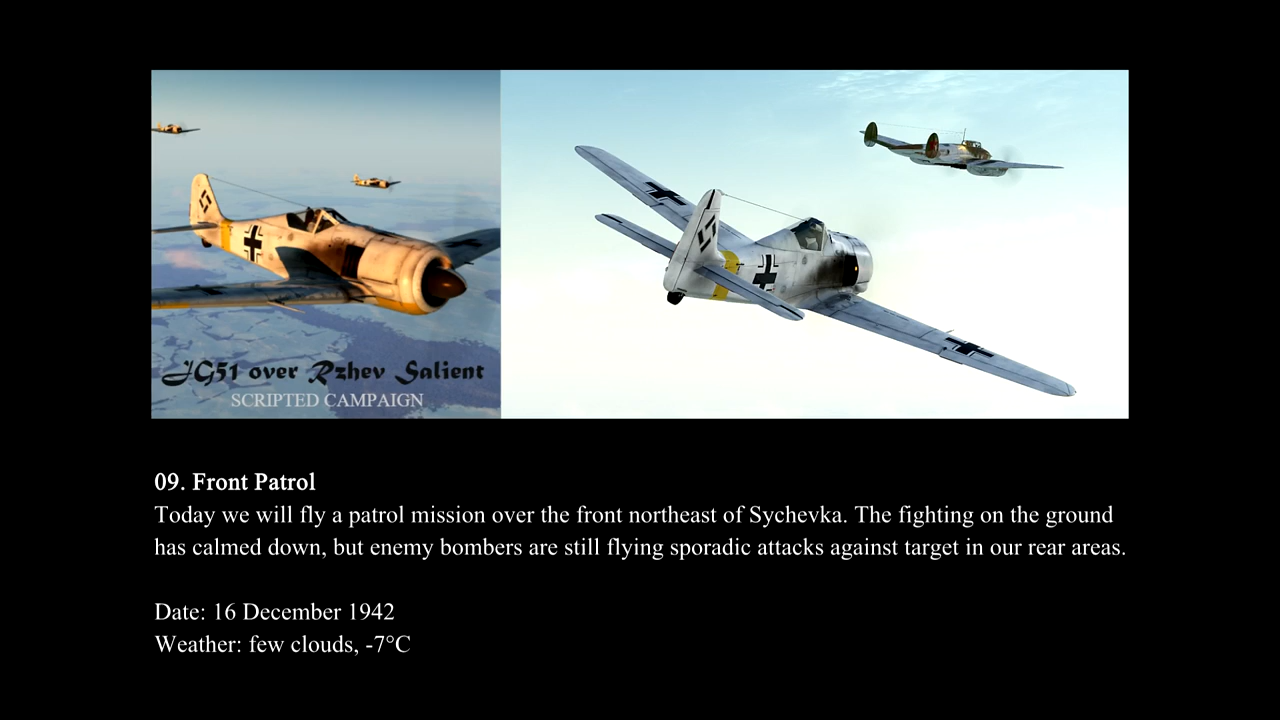 JG51 over Rzhev Salient
SCRIPTED CAMPAIGN
09. Front Patrol
Today we will fly a patrol mission over the front northeast of Sychevka. The fighting on the ground
has calmed down, but enemy bombers are still flying sporadic attacks against target in our rear areas.
Date: 16 December 1942
Weather: few clouds, -7°C